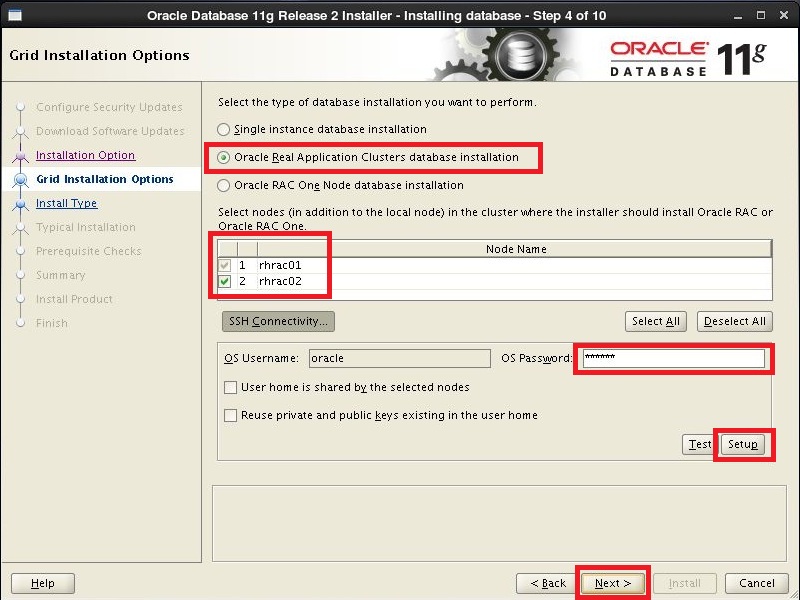 Oracle Database 11g Release 2 Installer - Installing database - Step 4 of 10
Grid Installation Options
ORACLE
DATABASE 11g
Configure Security Updates
Download Software Updates
Installation Option
Grid Installation Options
Install Type
Typical Installation
Prerequisite Checks
Summary
Install Product
Finish
Select the type of database installation you want to perform.
Single instance database installation
Oracle Real Application Clusters database installation
Oracle RAC One Node database installation
Select nodes (in addition to the local node) in the cluster where the installer should install Oracle RAC or
Oracle RAC One.
Node Name
1 rhrac01
2 rhrac02
SSH Connectivity...
Select All
Deselect All
OS Username: oracle OS Password: ******
User home is shared by the selected nodes
Reuse private and public keys existing in the user home
Test Setup
Help < Back Next > Install Cancel